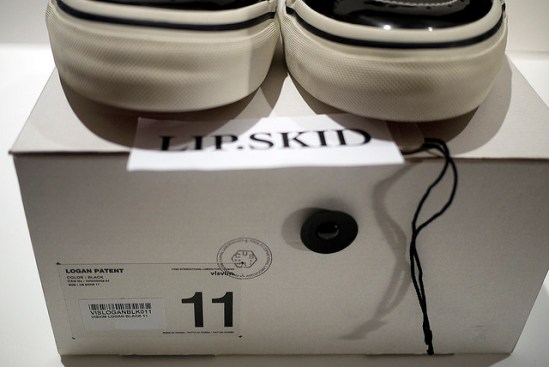 LIP.SKID
LOGAN PATENT
COLOR : BLACK
visvim
VISLOGANBLK011
VISVIM LOGAN BLACK 11
11